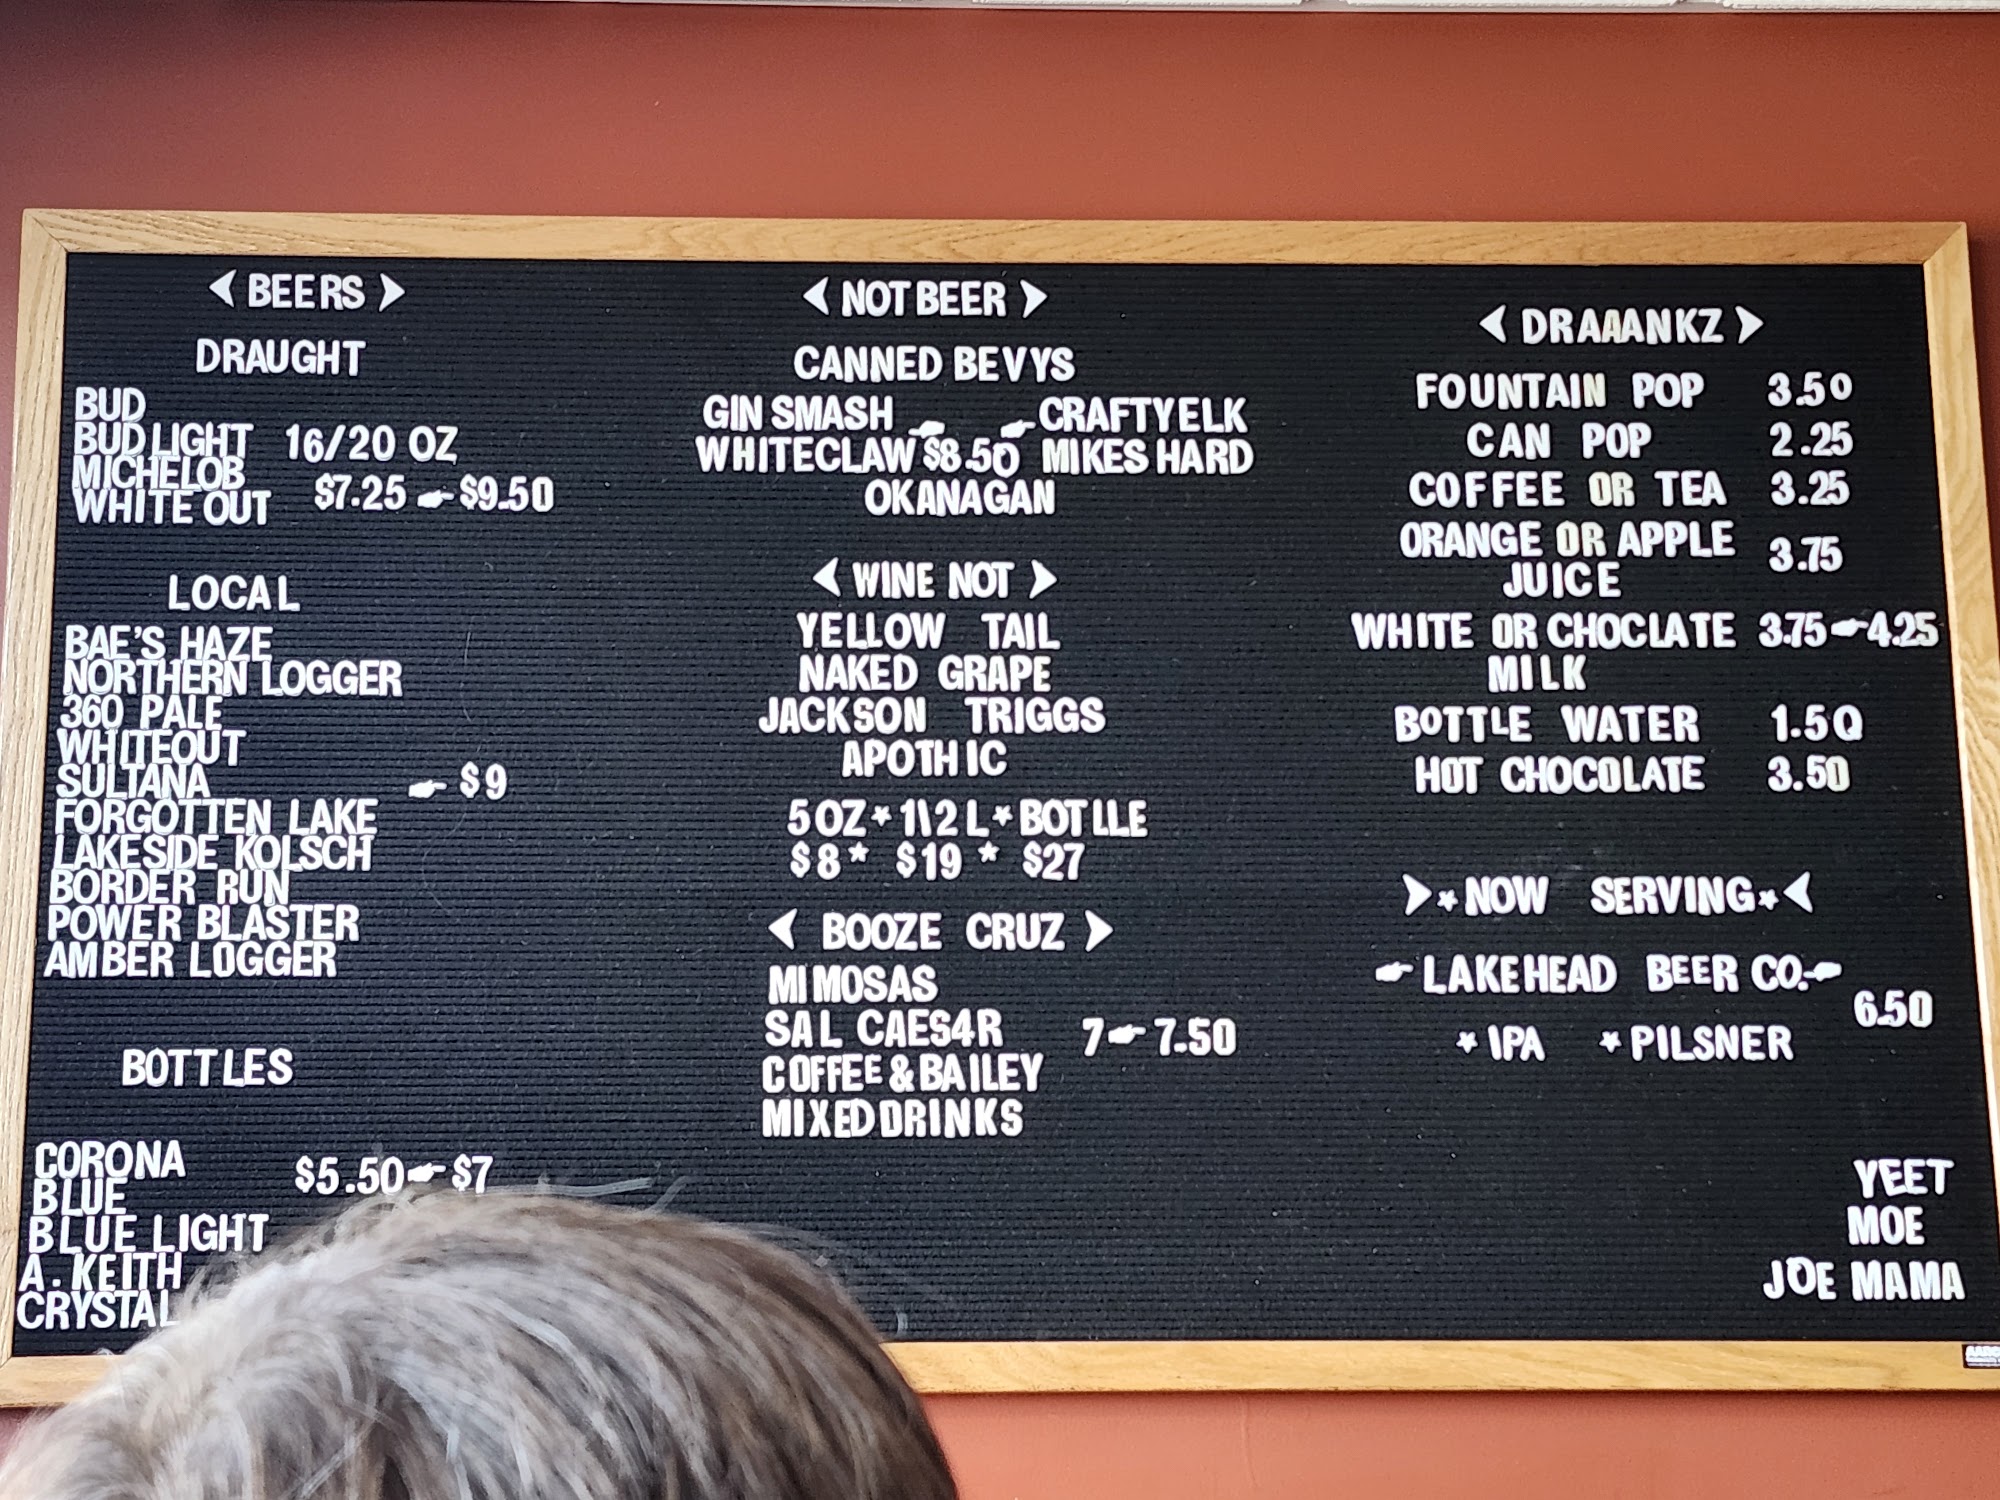 < BEERS >
DRAUGHT
BUD
BUD LIGHT 16/20 OZ
MICHELOB
WHITE OUT $7.25 $9.50
LOCAL
BAE'S HAZE
NORTHERN LOGGER
360 PALE
WHITEOUT
SULTANA $9
FORGOTTEN LAKE
LAKESIDE KOLSCH
BORDER RUN
POWER BLASTER
AMBER LOGGER
BOTTLES
CORONA $5.50 $7
BLUE
BLUE LIGHT
A. KEITH
CRYSTAL
< NOT BEER >
CANNED BEVYS
GIN SMASH CRAFTY ELK
WHITECLAW $8.50 MIKES HARD
OKANAGAN
< WINE NOT >
YELLOW TAIL
NAKED GRAPE
JACKSON TRIGGS
APOTHIC
5 OZ * 1\2 L * BOTLLE
$8 * $19 * $27
< BOOZE CRUZ >
MIMOSAS
SAL CAES4R 7 7.50
COFFEE & BAILEY
MIXED DRINKS
< DRAAANKZ >
FOUNTAIN POP 3.50
CAN POP 2.25
COFFEE OR TEA 3.25
ORANGE OR APPLE 3.75
JUICE
WHITE OR CHOCLATE 3.75 4.25
MILK
BOTTLE WATER 1.5Q
HOT CHOCOLATE 3.50
> * NOW SERVING * <
LAKEHEAD BEER CO.
6.50
* IPA * PILSNER
YEET
MOE
JOE MAMA